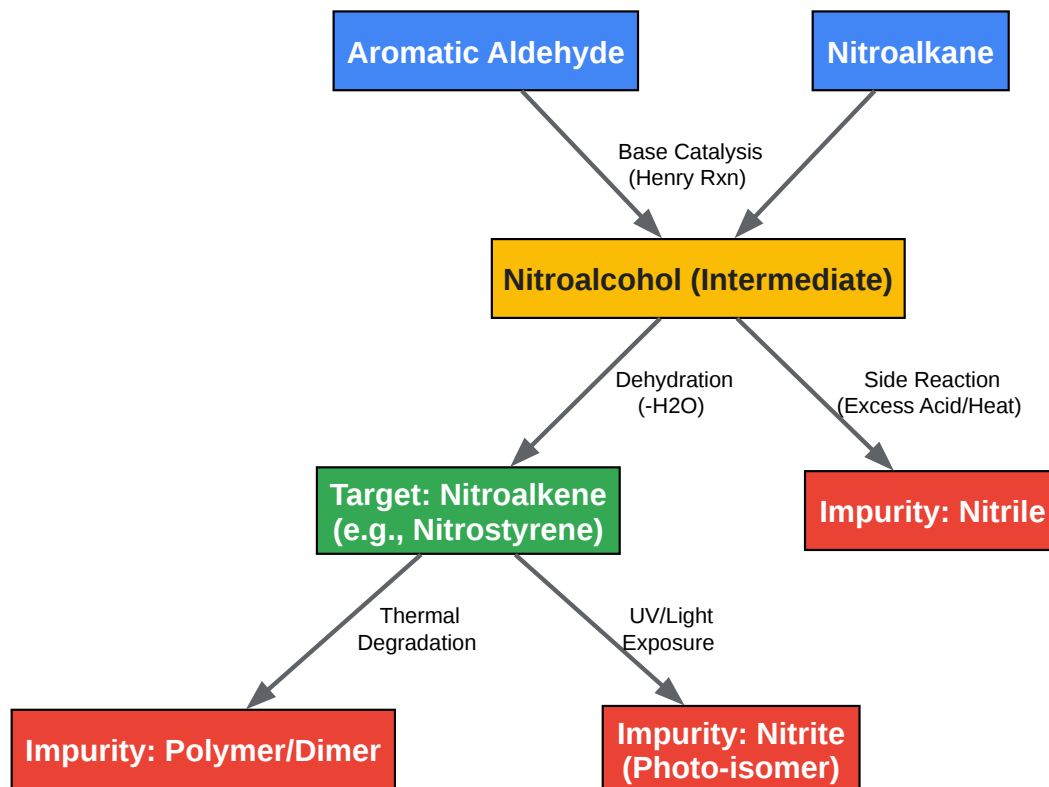 Aromatic Aldehyde
Nitroalkane
Base Catalysis
(Henry Rxn)
Nitroalcohol (Intermediate)
Dehydration
(-H2O)
Side Reaction
(Excess Acid/Heat)
Target: Nitroalkene
(e.g., Nitrostyrene)
Impurity: Nitrile
Thermal
Degradation
UV/Light
Exposure
Impurity: Polymer/Dimer
Impurity: Nitrite
(Photo-isomer)